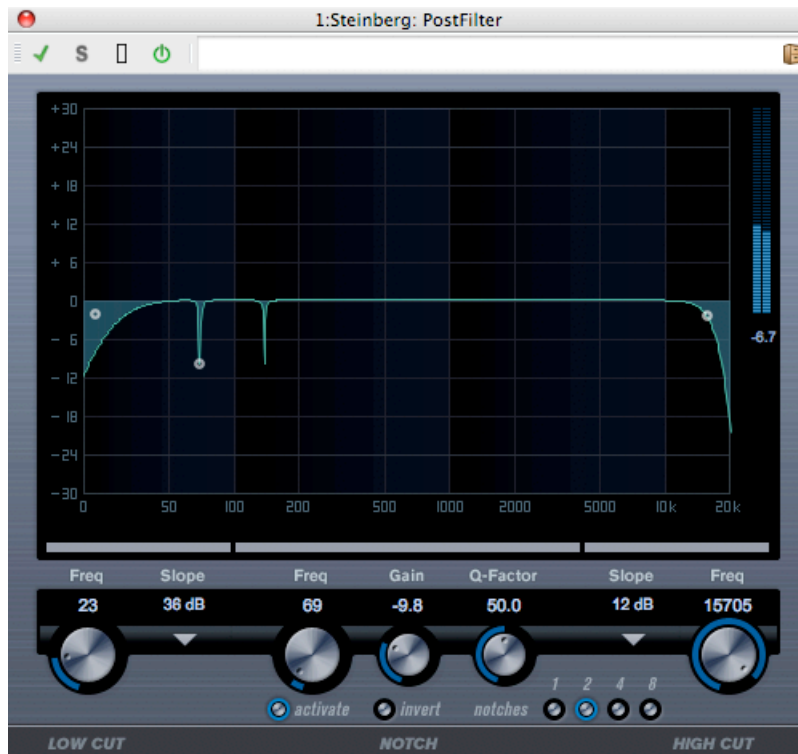 1:Steinberg: PostFilter
S
+30
+24
+ 18
+ 12
+ 6
0
- 6
- 12
- 18
-24
-30
0 50 100 200 500 1000 2000 5000 10k 20k
-6.7
Freq Slope Freq Gain Q-Factor Slope Freq
23 36 dB 69 -9.8 50.0 12 dB 15705
1 2 4 8
activate invert notches
LOW CUT NOTCH HIGH CUT